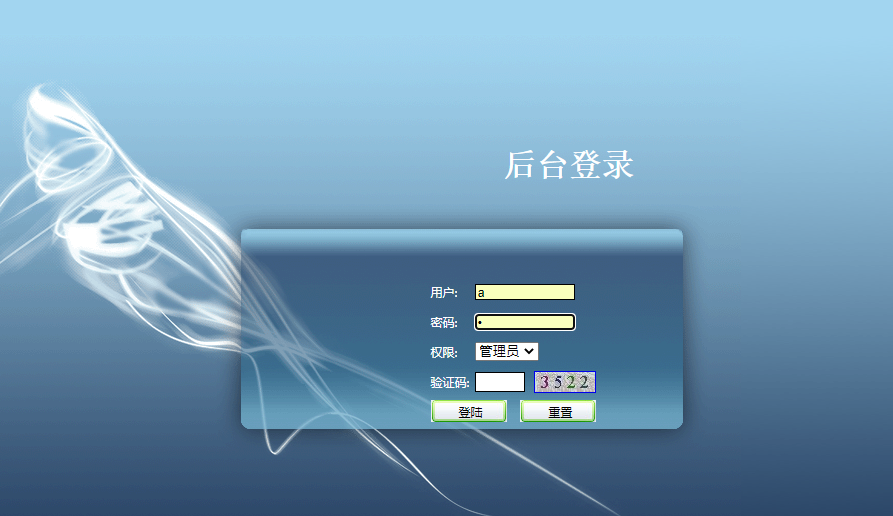 后台登录
用户: a
密码: •
权限: 管理员
验证码: 3522
登陆 重置